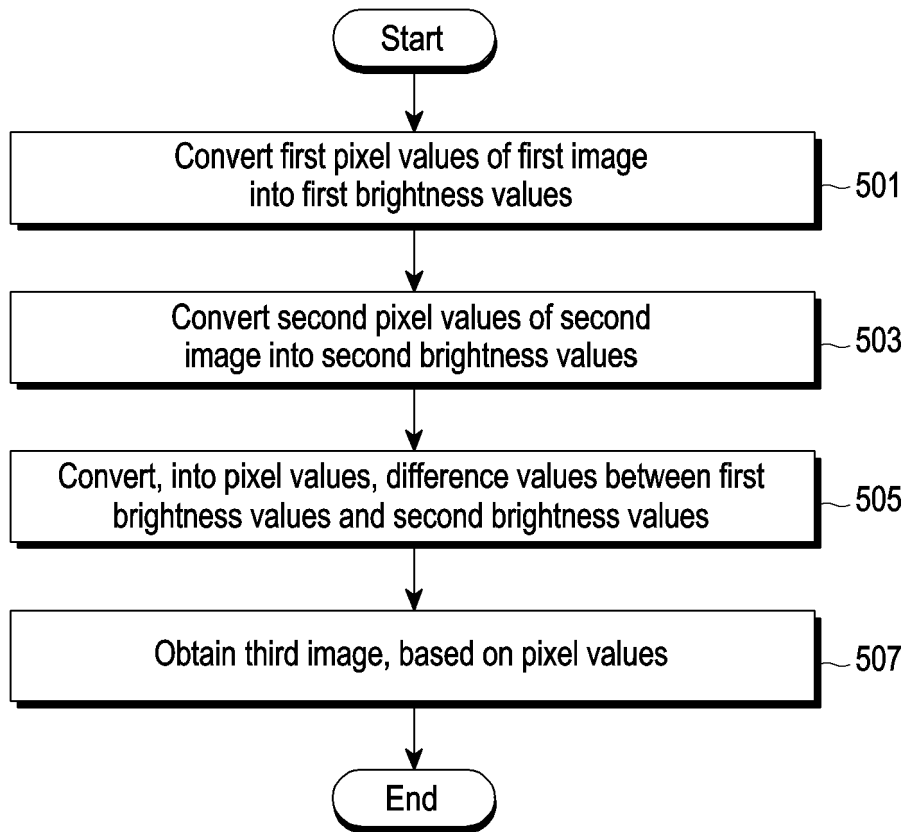 Start
Convert first pixel values of first image
into first brightness values
501
Convert second pixel values of second
image into second brightness values
503
Convert, into pixel values, difference values between first
brightness values and second brightness values
505
Obtain third image, based on pixel values
507
End